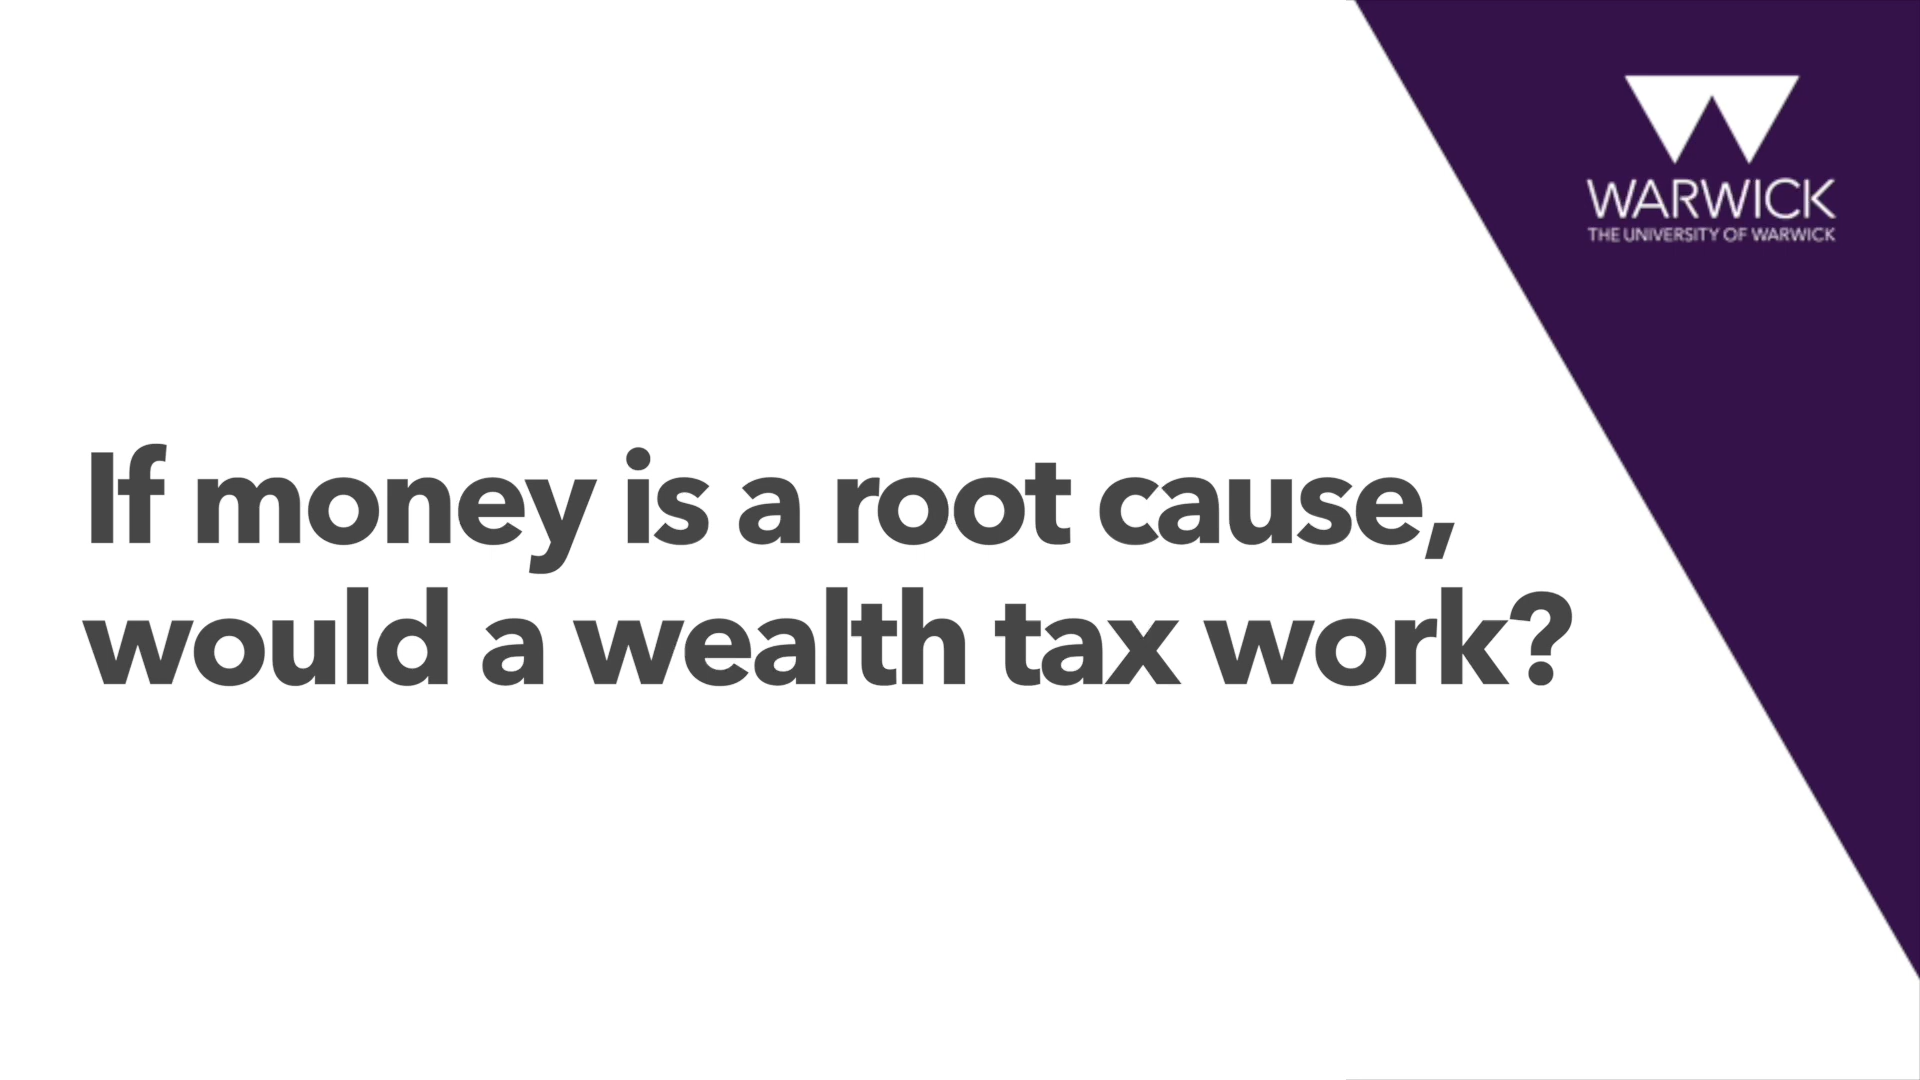 WARWICK
THE UNIVERSITY OF WARWICK
If money is a root cause,
would a wealth tax work?